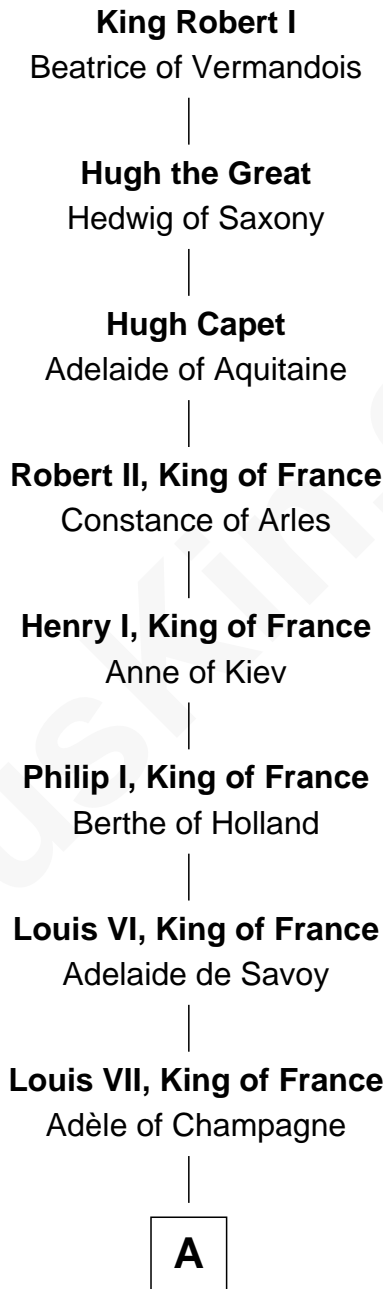 King Robert I
Beatrice of Vermandois
Hugh the Great
Hedwig of Saxony
Hugh Capet
Adelaide of Aquitaine
Robert II, King of France
Constance of Arles
Henry I, King of France
Anne of Kiev
Philip I, King of France
Berthe of Holland
Louis VI, King of France
Adelaide de Savoy
Louis VII, King of France
Adèle of Champagne
A